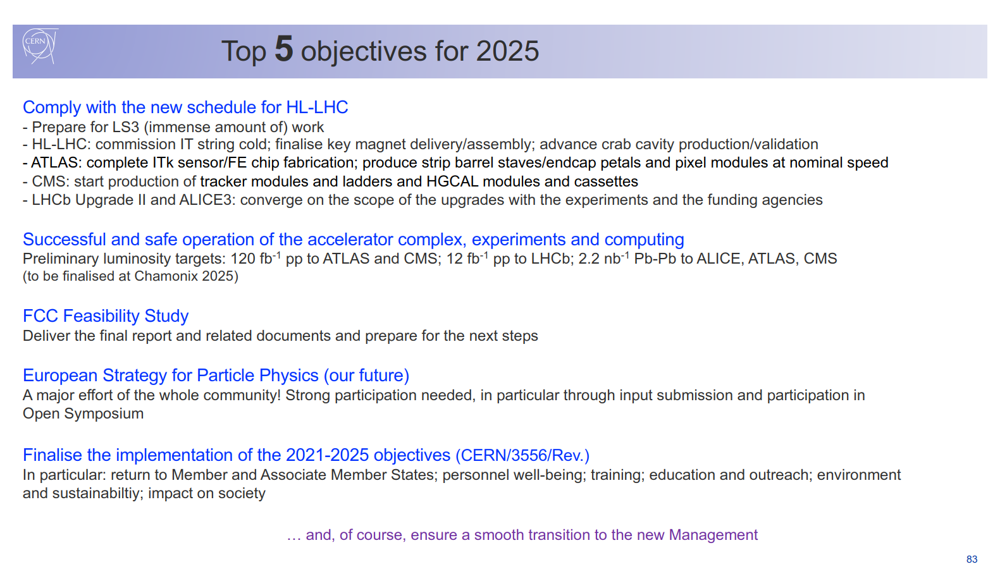 CERN
Top 5 objectives for 2025
Comply with the new schedule for HL-LHC
- Prepare for LS3 (immense amount of) work
- HL-LHC: commission IT string cold; finalise key magnet delivery/assembly; advance crab cavity production/validation
- ATLAS: complete ITk sensor/FE chip fabrication; produce strip barrel staves/endcap petals and pixel modules at nominal speed
- CMS: start production of tracker modules and ladders and HGCAL modules and cassettes
- LHCb Upgrade II and ALICE3: converge on the scope of the upgrades with the experiments and the funding agencies
Successful and safe operation of the accelerator complex, experiments and computing
Preliminary luminosity targets: 120 fb⁻¹ pp to ATLAS and CMS; 12 fb⁻¹ pp to LHCb; 2.2 nb⁻¹ Pb-Pb to ALICE, ATLAS, CMS
(to be finalised at Chamonix 2025)
FCC Feasibility Study
Deliver the final report and related documents and prepare for the next steps
European Strategy for Particle Physics (our future)
A major effort of the whole community! Strong participation needed, in particular through input submission and participation in
Open Symposium
Finalise the implementation of the 2021-2025 objectives (CERN/3556/Rev.)
In particular: return to Member and Associate Member States; personnel well-being; training; education and outreach; environment
and sustainabiltiy; impact on society
… and, of course, ensure a smooth transition to the new Management
83